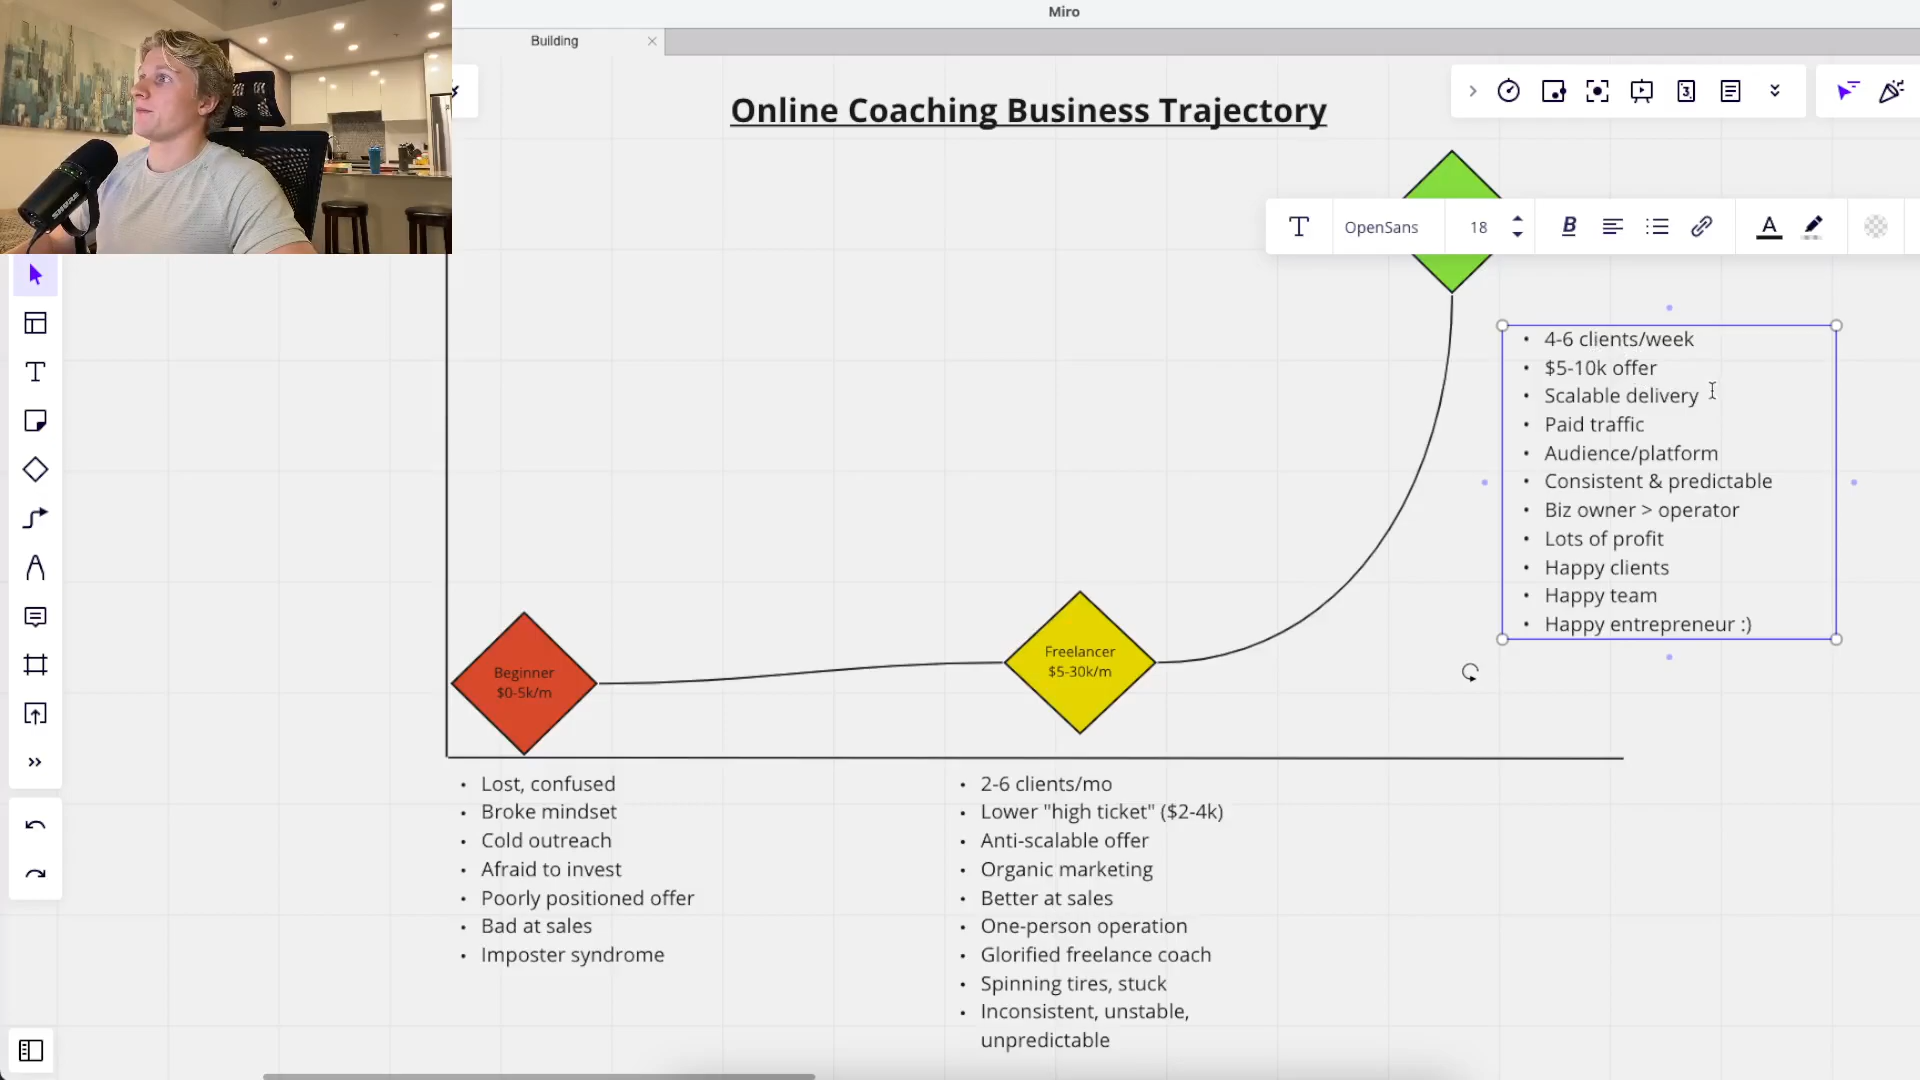 Miro
Building
Online Coaching Business Trajectory
OpenSans
18
B
A
• 4-6 clients/week
• $5-10k offer
• Scalable delivery
• Paid traffic
• Audience/platform
• Consistent & predictable
• Biz owner > operator
• Lots of profit
• Happy clients
• Happy team
• Happy entrepreneur :)
Beginner
$0-5k/m
Freelancer
$5-30k/m
• Lost, confused
• Broke mindset
• Cold outreach
• Afraid to invest
• Poorly positioned offer
• Bad at sales
• Imposter syndrome
• 2-6 clients/mo
• Lower "high ticket" ($2-4k)
• Anti-scalable offer
• Organic marketing
• Better at sales
• One-person operation
• Glorified freelance coach
• Spinning tires, stuck
• Inconsistent, unstable,
unpredictable
SHURE